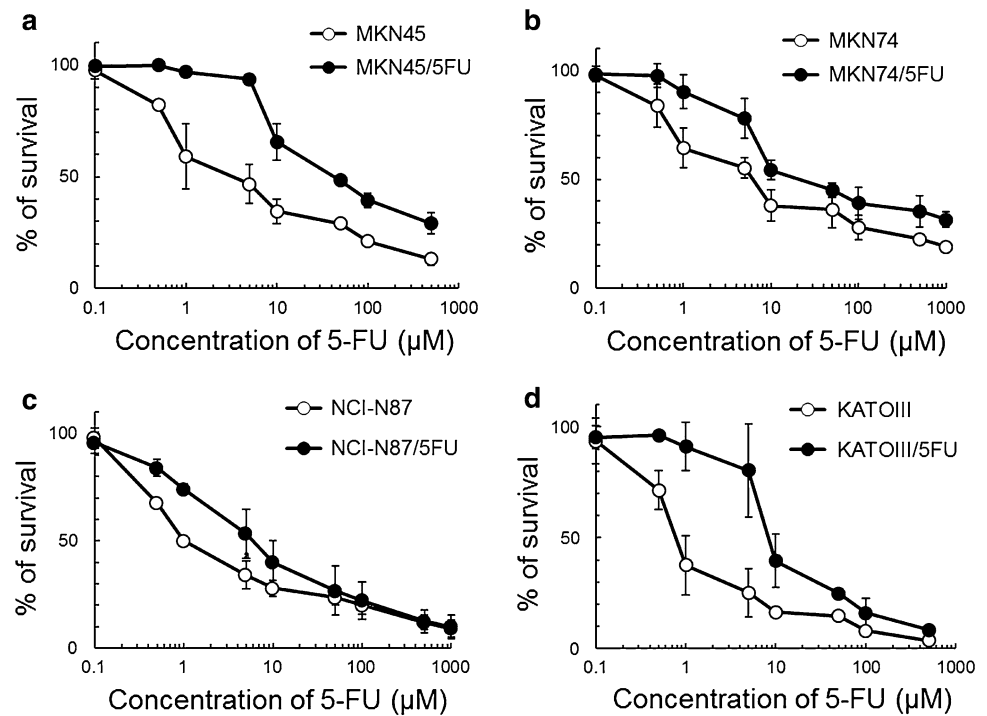 a
MKN45
MKN45/5FU
100
50
0
% of survival
0.1 1 10 100 1000
Concentration of 5-FU (µM)
b
MKN74
MKN74/5FU
100
50
0
% of survival
0.1 1 10 100 1000
Concentration of 5-FU (µM)
c
NCI-N87
NCI-N87/5FU
100
50
0
% of survival
0.1 1 10 100 1000
Concentration of 5-FU (µM)
d
KATOIII
KATOIII/5FU
100
50
0
% of survival
0.1 1 10 100 1000
Concentration of 5-FU (µM)